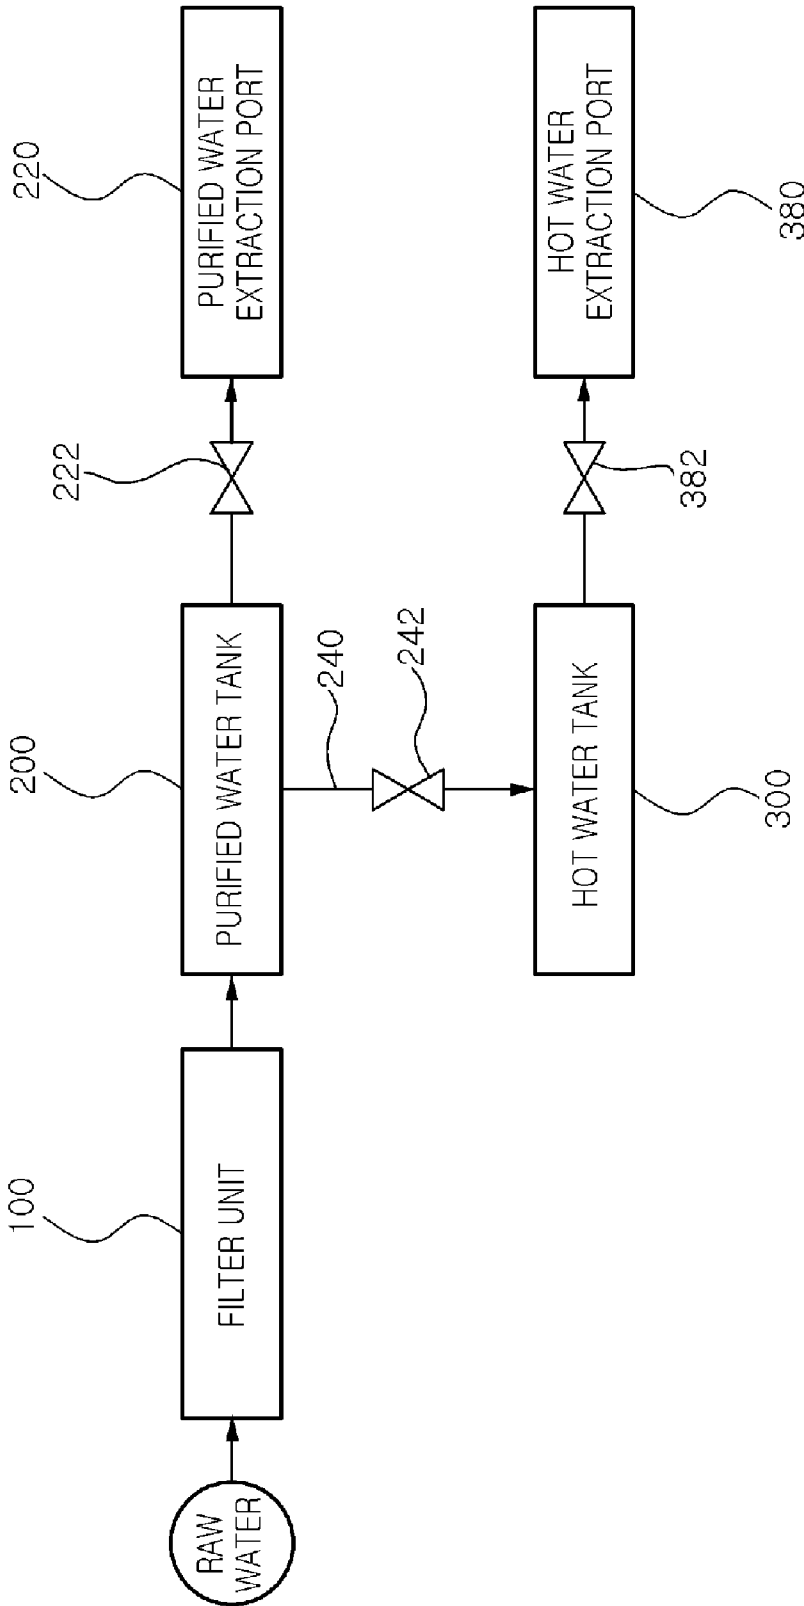 RAW
WATER
100
FILTER UNIT
200
PURIFIED WATER TANK
222
220
PURIFIED WATER
EXTRACTION PORT
240
242
HOT WATER TANK
300
382
HOT WATER
EXTRACTION PORT
380